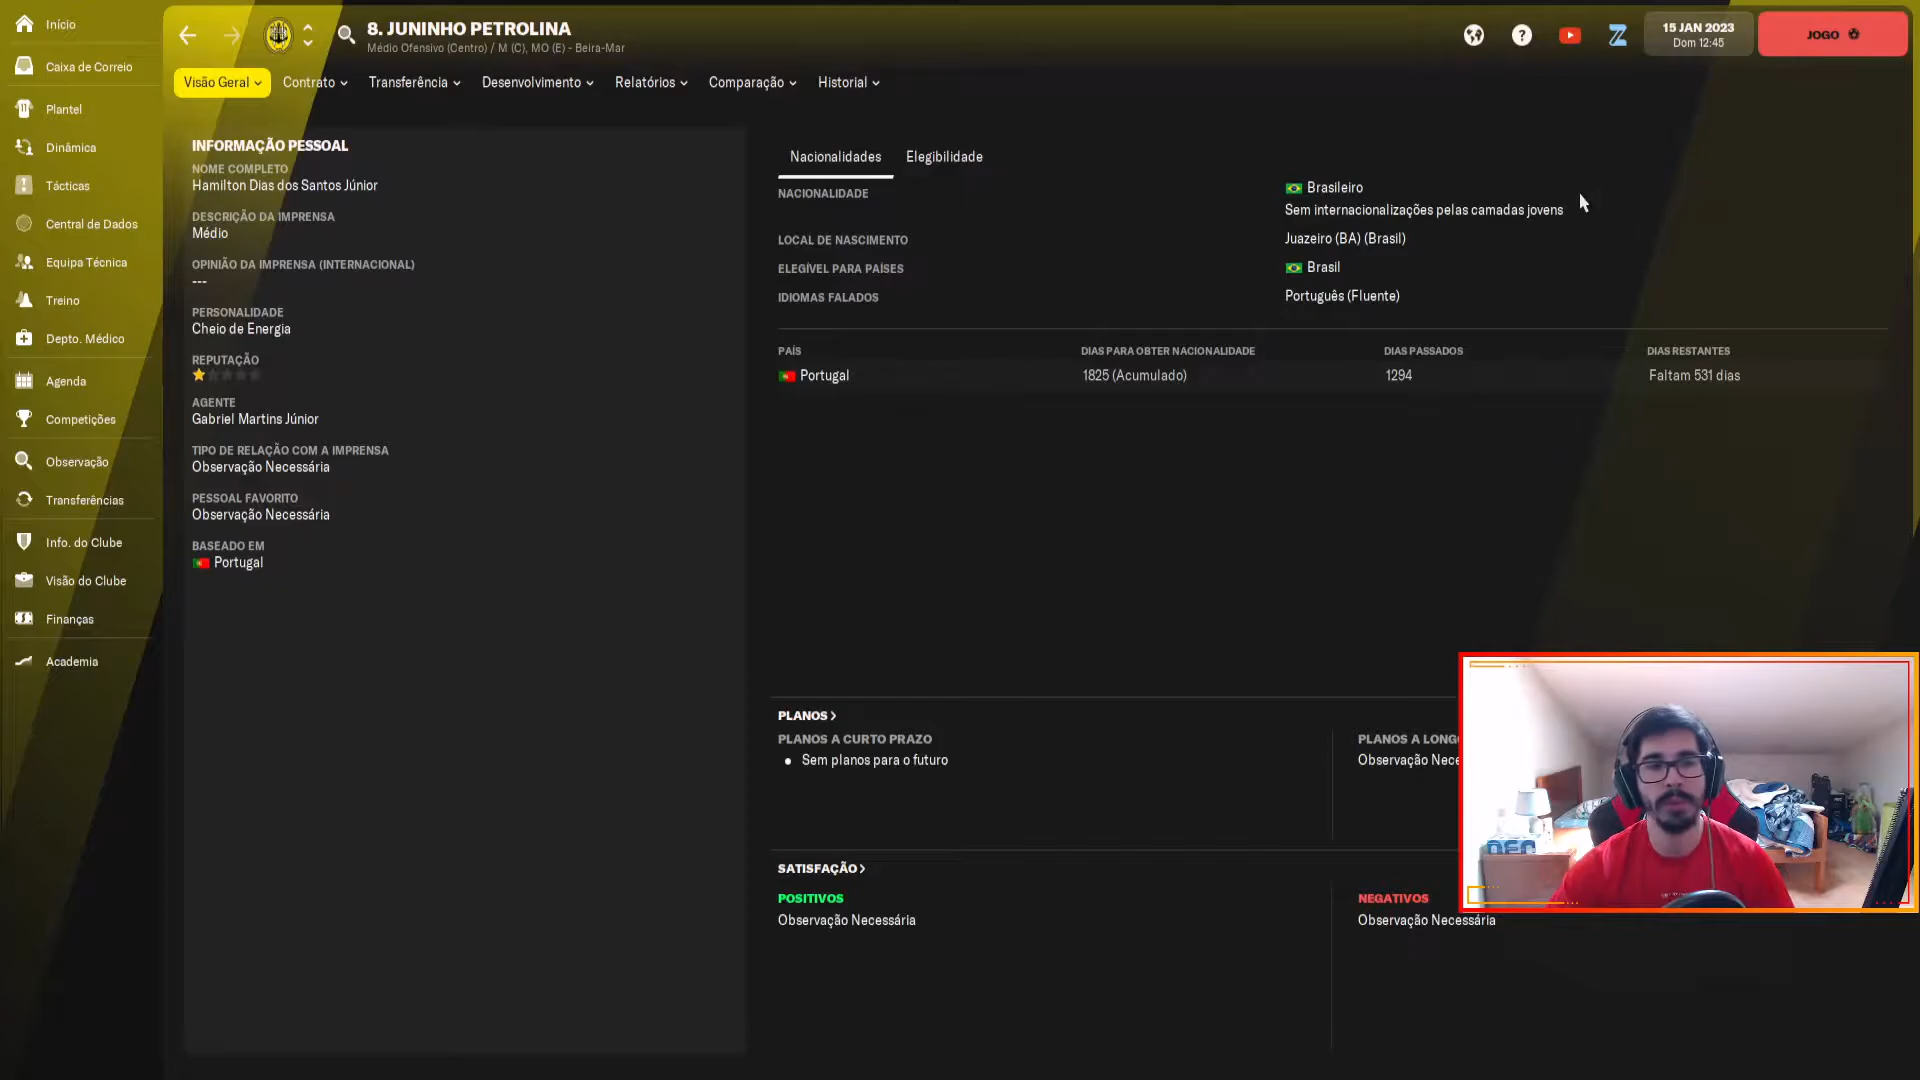 Início
Caixa de Correio
Plantel
Dinâmica
Tácticas
Central de Dados
Equipa Técnica
Treino
Depto. Médico
Agenda
Competições
Observação
Transferências
Info. do Clube
Visão do Clube
Finanças
Academia
8. JUNINHO PETROLINA
Médio Ofensivo (Centro) / M (C), MO (E) - Beira-Mar
15 JAN 2023
Dom 12:45
JOGO
Visão Geral
Contrato
Transferência
Desenvolvimento
Relatórios
Comparação
Historial
INFORMAÇÃO PESSOAL
NOME COMPLETO
Hamilton Dias dos Santos Júnior
DESCRIÇÃO DA IMPRENSA
Médio
OPINIÃO DA IMPRENSA (INTERNACIONAL)
---
PERSONALIDADE
Cheio de Energia
REPUTAÇÃO
AGENTE
Gabriel Martins Júnior
TIPO DE RELAÇÃO COM A IMPRENSA
Observação Necessária
PESSOAL FAVORITO
Observação Necessária
BASEADO EM
Portugal
Nacionalidades
Elegibilidade
NACIONALIDADE
Brasileiro
Sem internacionalizações pelas camadas jovens
LOCAL DE NASCIMENTO
Juazeiro (BA) (Brasil)
ELEGÍVEL PARA PAÍSES
Brasil
IDIOMAS FALADOS
Português (Fluente)
PAÍS
DIAS PARA OBTER NACIONALIDADE
DIAS PASSADOS
DIAS RESTANTES
Portugal
1825 (Acumulado)
1294
Faltam 531 dias
PLANOS >
PLANOS A CURTO PRAZO
• Sem planos para o futuro
PLANOS A LONG
Observação Nece
SATISFAÇÃO >
POSITIVOS
Observação Necessária
NEGATIVOS
Observação Necessária